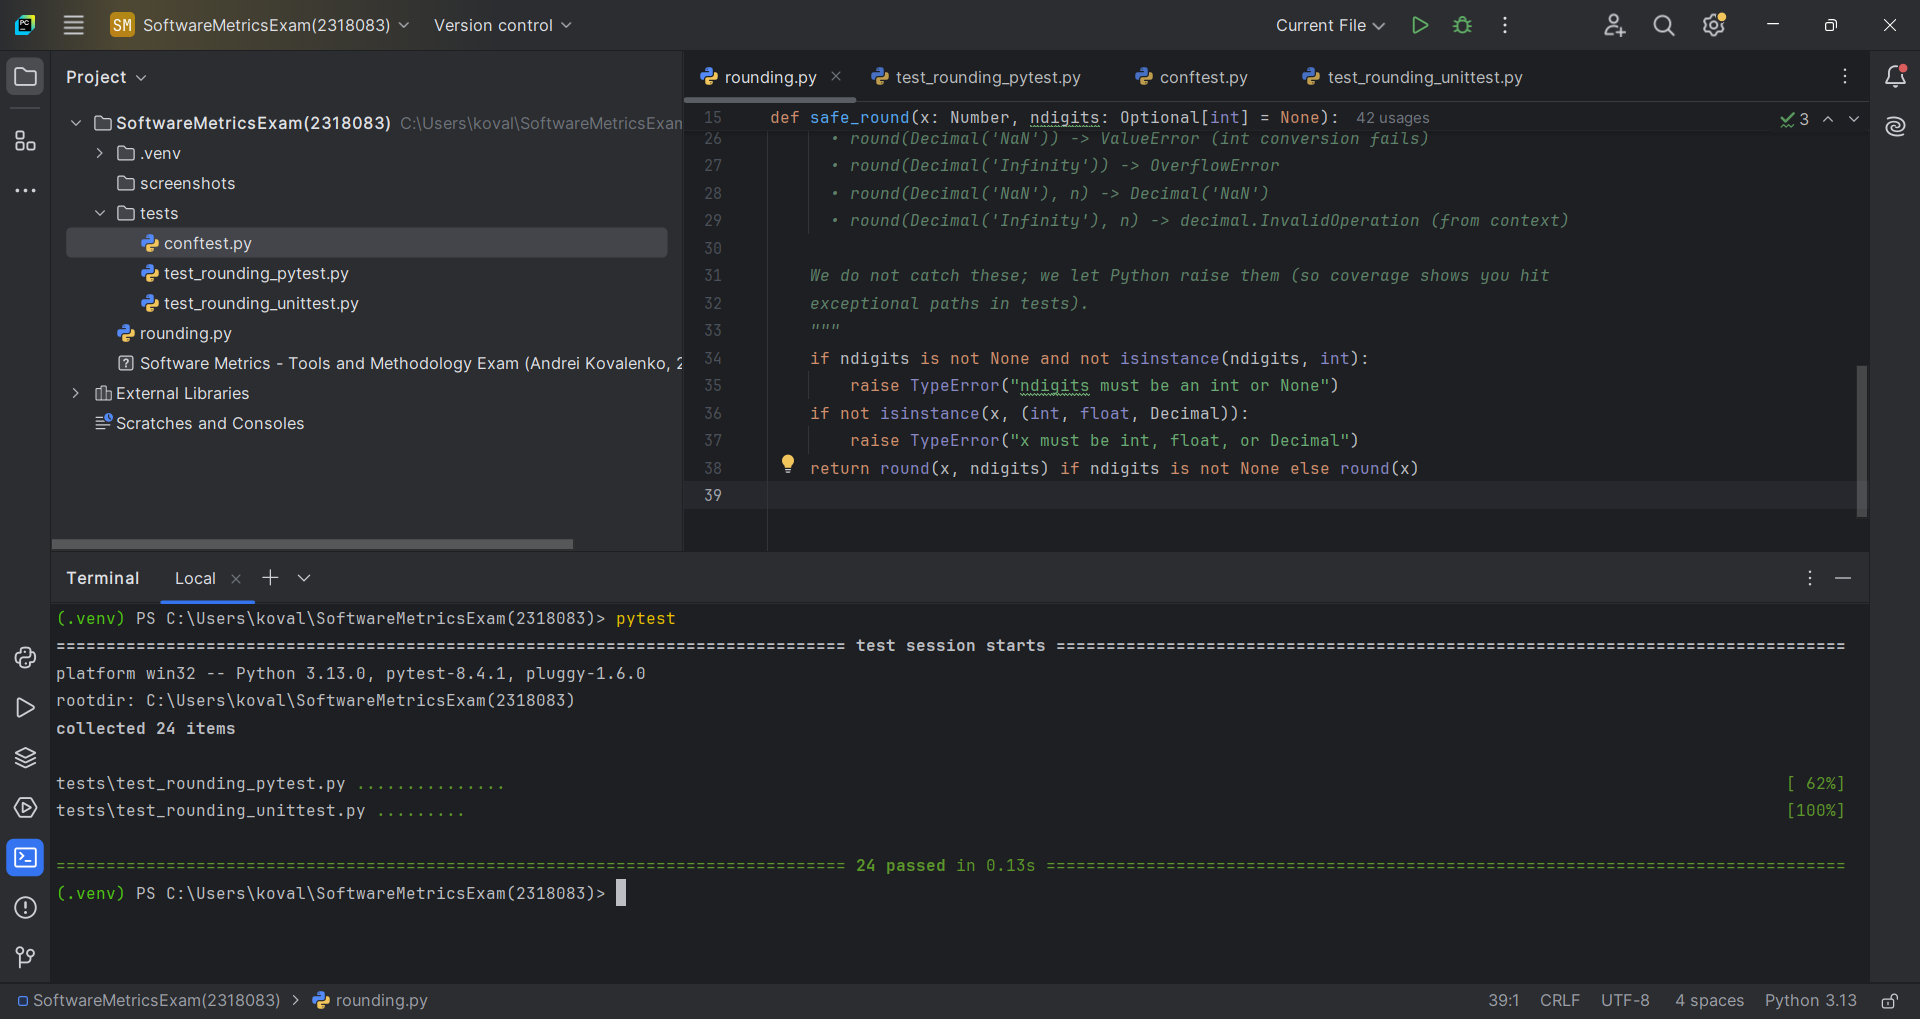 SM SoftwareMetricsExam(2318083) Version control Current File
Project
SoftwareMetricsExam(2318083) C:\Users\koval\SoftwareMetricsExam
.venv
screenshots
tests
conftest.py
test_rounding_pytest.py
test_rounding_unittest.py
rounding.py
Software Metrics - Tools and Methodology Exam (Andrei Kovalenko, 2
External Libraries
Scratches and Consoles
rounding.py test_rounding_pytest.py conftest.py test_rounding_unittest.py
15 def safe_round(x: Number, ndigits: Optional[int] = None): 42 usages 3
26 • round(Decimal('NaN')) -> ValueError (int conversion fails)
27 • round(Decimal('Infinity')) -> OverflowError
28 • round(Decimal('NaN'), n) -> Decimal('NaN')
29 • round(Decimal('Infinity'), n) -> decimal.InvalidOperation (from context)
30
31 We do not catch these; we let Python raise them (so coverage shows you hit
32 exceptional paths in tests).
33 """
34 if ndigits is not None and not isinstance(ndigits, int):
35 raise TypeError("ndigits must be an int or None")
36 if not isinstance(x, (int, float, Decimal)):
37 raise TypeError("x must be int, float, or Decimal")
38 return round(x, ndigits) if ndigits is not None else round(x)
39
Terminal Local
(.venv) PS C:\Users\koval\SoftwareMetricsExam(2318083)> pytest
=============================================================================== test session starts ===============================================================================
platform win32 -- Python 3.13.0, pytest-8.4.1, pluggy-1.6.0
rootdir: C:\Users\koval\SoftwareMetricsExam(2318083)
collected 24 items
tests\test_rounding_pytest.py ............... [ 62%]
tests\test_rounding_unittest.py ......... [100%]
=============================================================================== 24 passed in 0.13s ================================================================================
(.venv) PS C:\Users\koval\SoftwareMetricsExam(2318083)>
SoftwareMetricsExam(2318083) > rounding.py 39:1 CRLF UTF-8 4 spaces Python 3.13